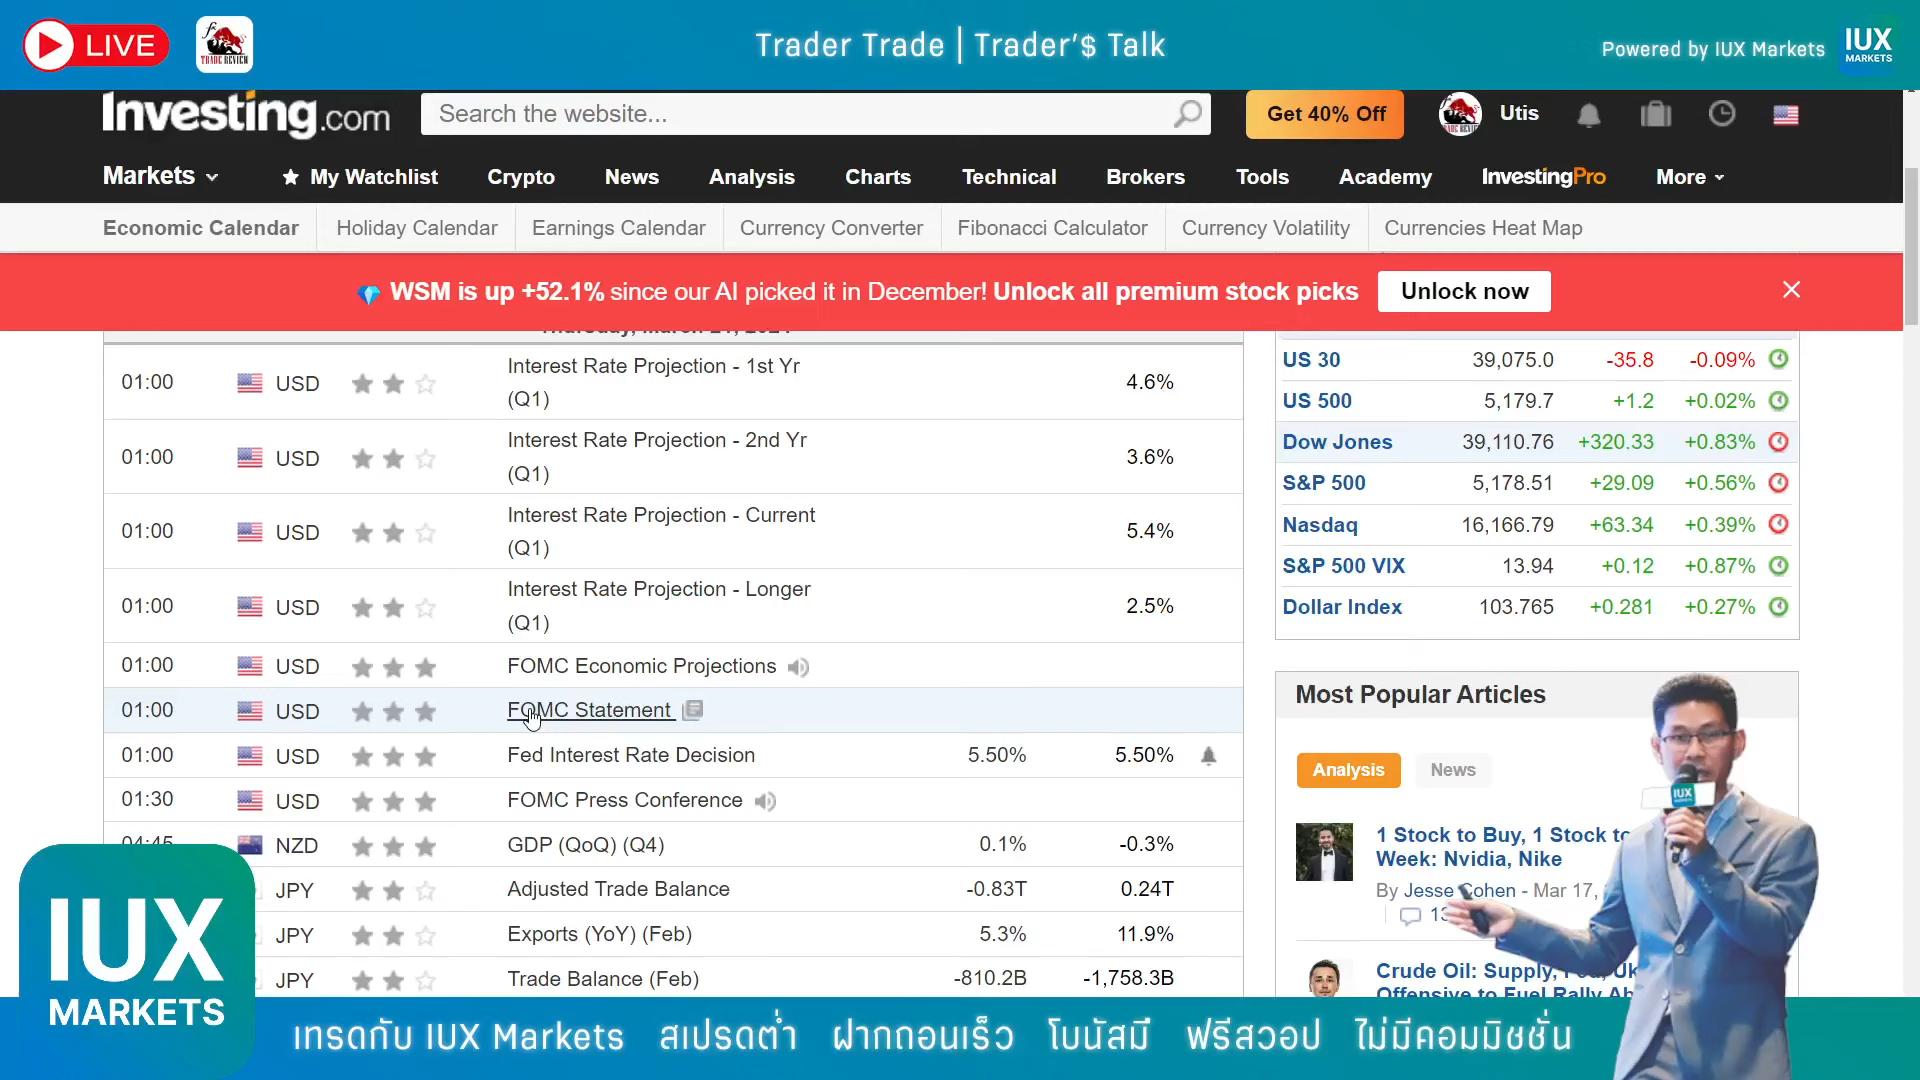 LIVE
TRADE REVIEW
Trader Trade | Trader'$ Talk
Powered by IUX Markets
IUX
MARKETS
Investing.com
Search the website...
Get 40% Off
Utis
Markets
My Watchlist
Crypto
News
Analysis
Charts
Technical
Brokers
Tools
Academy
InvestingPro
More
Economic Calendar
Holiday Calendar
Earnings Calendar
Currency Converter
Fibonacci Calculator
Currency Volatility
Currencies Heat Map
WSM is up +52.1% since our AI picked it in December! Unlock all premium stock picks
Unlock now
01:00 USD Interest Rate Projection - 1st Yr
(Q1) 4.6%
01:00 USD Interest Rate Projection - 2nd Yr
(Q1) 3.6%
01:00 USD Interest Rate Projection - Current
(Q1) 5.4%
01:00 USD Interest Rate Projection - Longer
(Q1) 2.5%
01:00 USD FOMC Economic Projections
01:00 USD FOMC Statement
01:00 USD Fed Interest Rate Decision 5.50% 5.50%
01:30 USD FOMC Press Conference
04:45 NZD GDP (QoQ) (Q4) 0.1% -0.3%
JPY Adjusted Trade Balance -0.83T 0.24T
JPY Exports (YoY) (Feb) 5.3% 11.9%
JPY Trade Balance (Feb) -810.2B -1,758.3B
US 30 39,075.0 -35.8 -0.09%
US 500 5,179.7 +1.2 +0.02%
Dow Jones 39,110.76 +320.33 +0.83%
S&P 500 5,178.51 +29.09 +0.56%
Nasdaq 16,166.79 +63.34 +0.39%
S&P 500 VIX 13.94 +0.12 +0.87%
Dollar Index 103.765 +0.281 +0.27%
Most Popular Articles
Analysis
News
1 Stock to Buy, 1 Stock to
Week: Nvidia, Nike
By Jesse Cohen - Mar 17,
Crude Oil: Supply,
Offensive to Fuel Rally
IUX
IUX
MARKETS
เทรดกับ IUX Markets สเปรดต่ำ ฝากถอนเร็ว โบนัสมี ฟรีสวอป ไม่มีคอมมิชชั่น